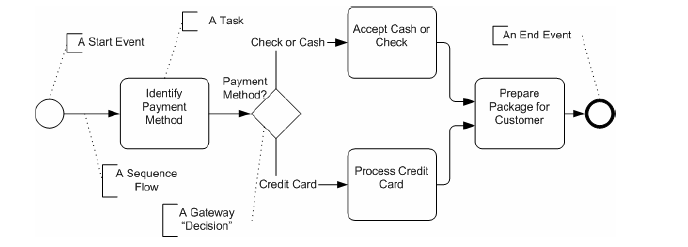 A Start Event
A Task
Check or Cash
Accept Cash or
Check
An End Event
Identify
Payment
Method
Payment
Method?
Prepare
Package for
Customer
A Sequence
Flow
Credit Card
Process Credit
Card
A Gateway
“Decision”